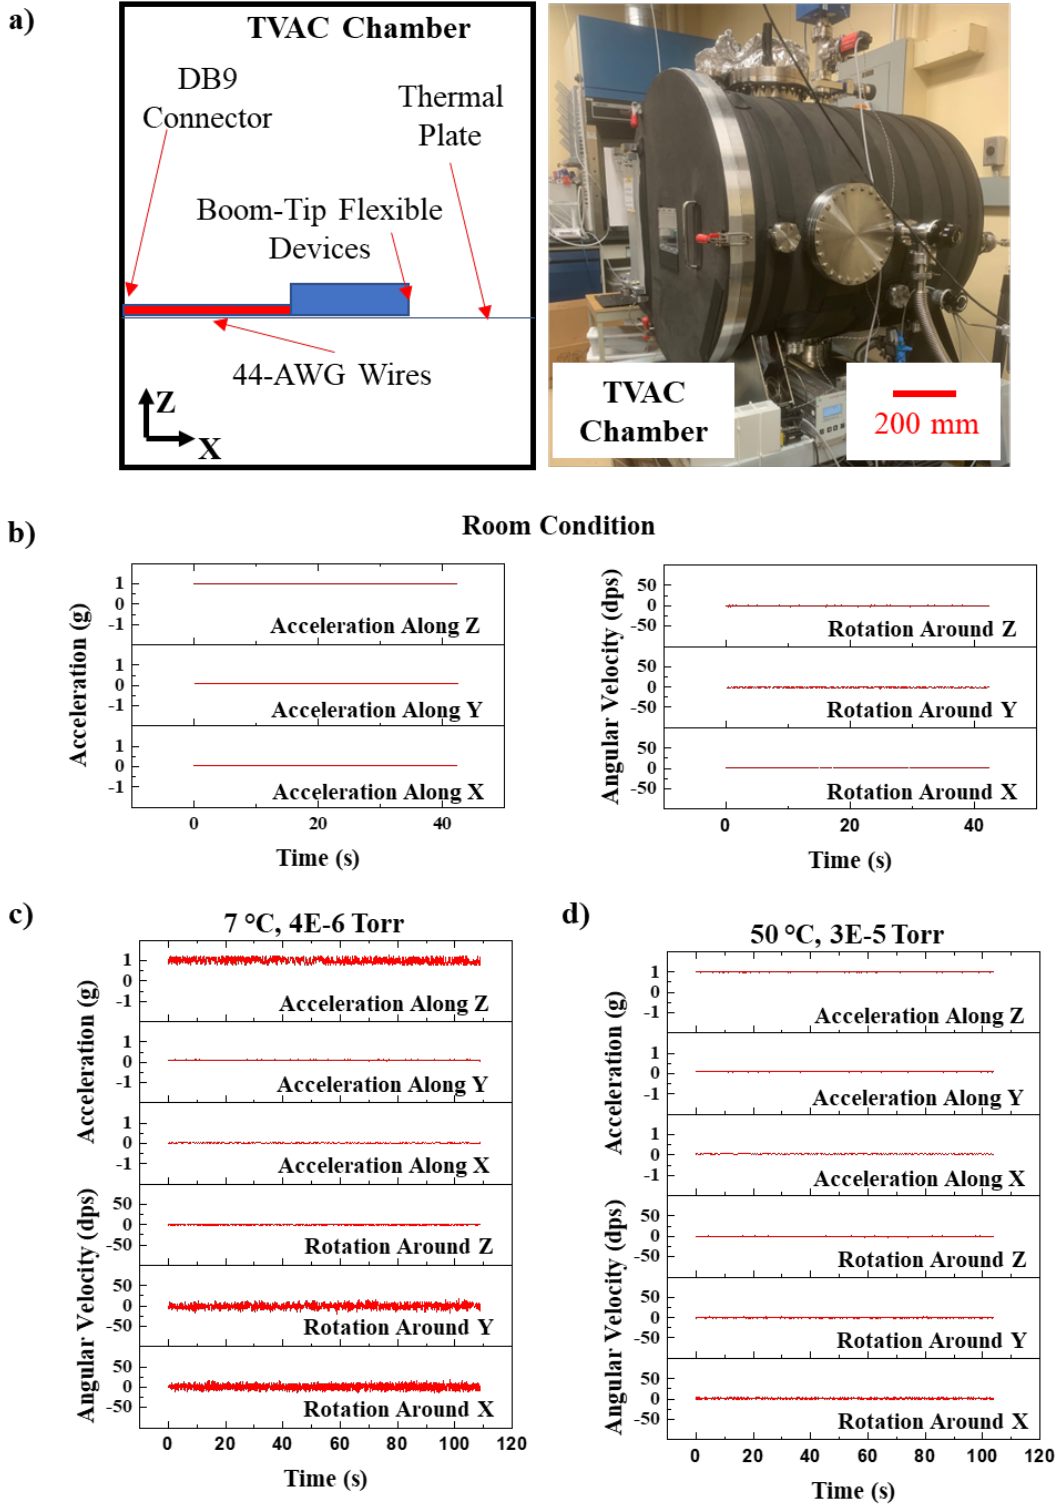 a)
TVAC Chamber
DB9
Connector
Thermal
Plate
Boom-Tip Flexible
Devices
44-AWG Wires
Z
X
TVAC
Chamber
200 mm
b)
Room Condition
Acceleration (g)
1
0
-1
Acceleration Along Z
1
0
-1
Acceleration Along Y
1
0
-1
Acceleration Along X
0 20 40
Time (s)
Angular Velocity (dps)
50
0
-50
Rotation Around Z
50
0
-50
Rotation Around Y
50
0
-50
Rotation Around X
0 20 40
Time (s)
c)
7 °C, 4E-6 Torr
Acceleration (g)
1
0
-1
Acceleration Along Z
1
0
-1
Acceleration Along Y
1
0
-1
Acceleration Along X
Angular Velocity (dps)
50
0
-50
Rotation Around Z
50
0
-50
Rotation Around Y
50
0
-50
Rotation Around X
0 20 40 60 80 100 120
Time (s)
d)
50 °C, 3E-5 Torr
Acceleration (g)
1
0
-1
Acceleration Along Z
1
0
-1
Acceleration Along Y
1
0
-1
Acceleration Along X
Angular Velocity (dps)
50
0
-50
Rotation Around Z
50
0
-50
Rotation Around Y
50
0
-50
Rotation Around X
0 20 40 60 80 100 120
Time (s)